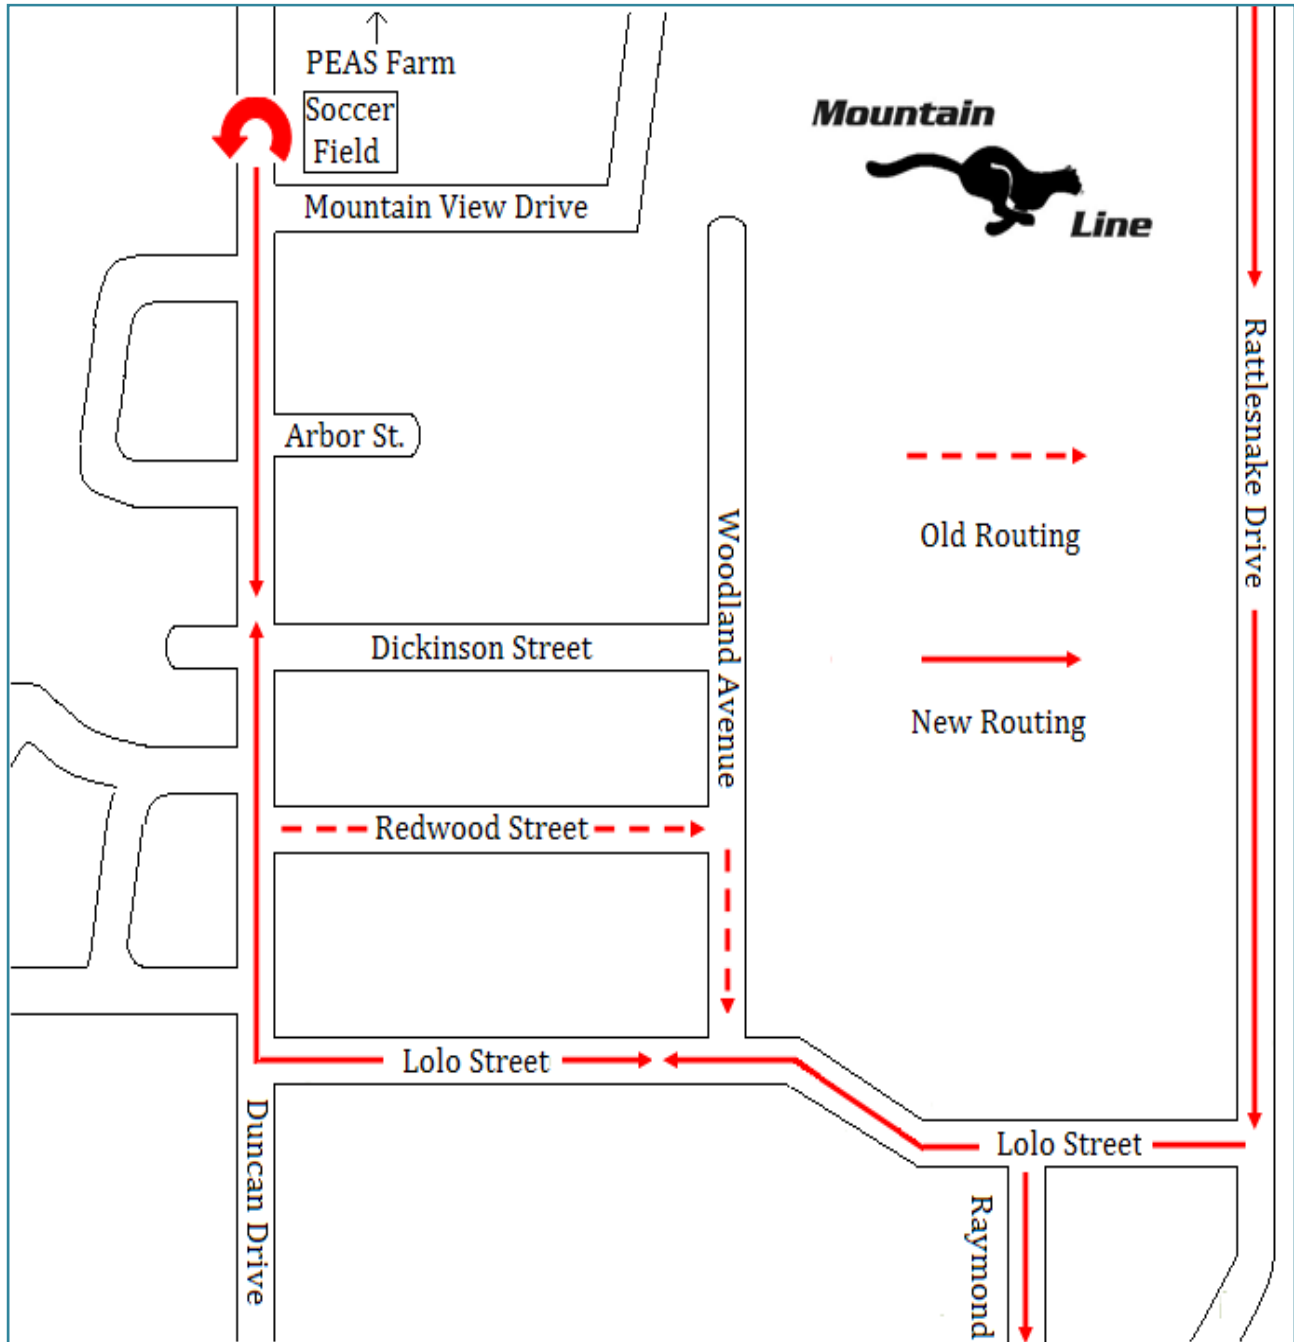 PEAS Farm
Soccer
Field
Mountain View Drive
Mountain
Line
Arbor St.
Rattlesnake Drive
Old Routing
Woodland Avenue
Dickinson Street
New Routing
Redwood Street
Lolo Street
Lolo Street
Duncan Drive
Raymond